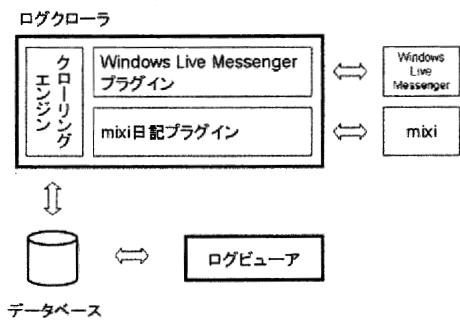 ログクローラ
クローリング
エンジン
Windows Live Messenger
プラグイン
mixi日記プラグイン
Windows
Live
Messenger
mixi
ログビューア
データベース